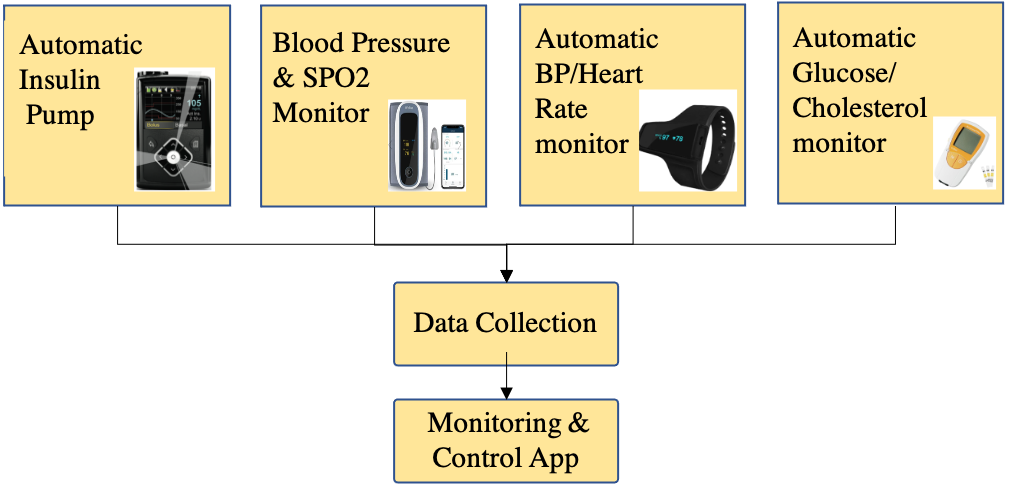 Automatic
Insulin
Pump
105
Blood Pressure
& SPO2
Monitor
Automatic
BP/Heart
Rate
monitor
97 ♥79
Automatic
Glucose/
Cholesterol
monitor
Data Collection
Monitoring &
Control App